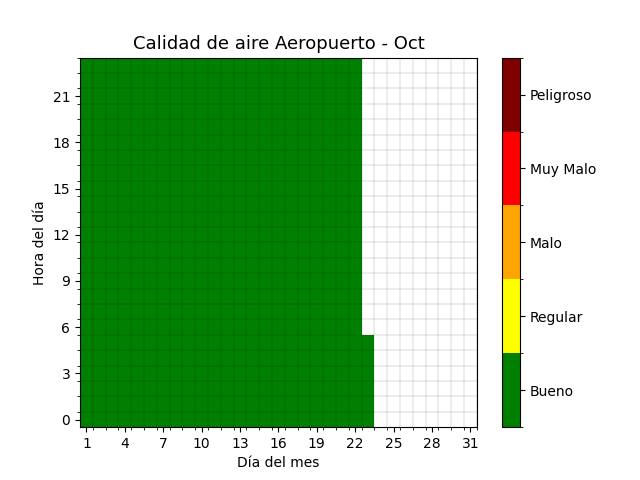 Calidad de aire Aeropuerto - Oct
Hora del día
21
18
15
12
9
6
3
0
1 4 7 10 13 16 19 22 25 28 31
Día del mes
Peligroso
Muy Malo
Malo
Regular
Bueno